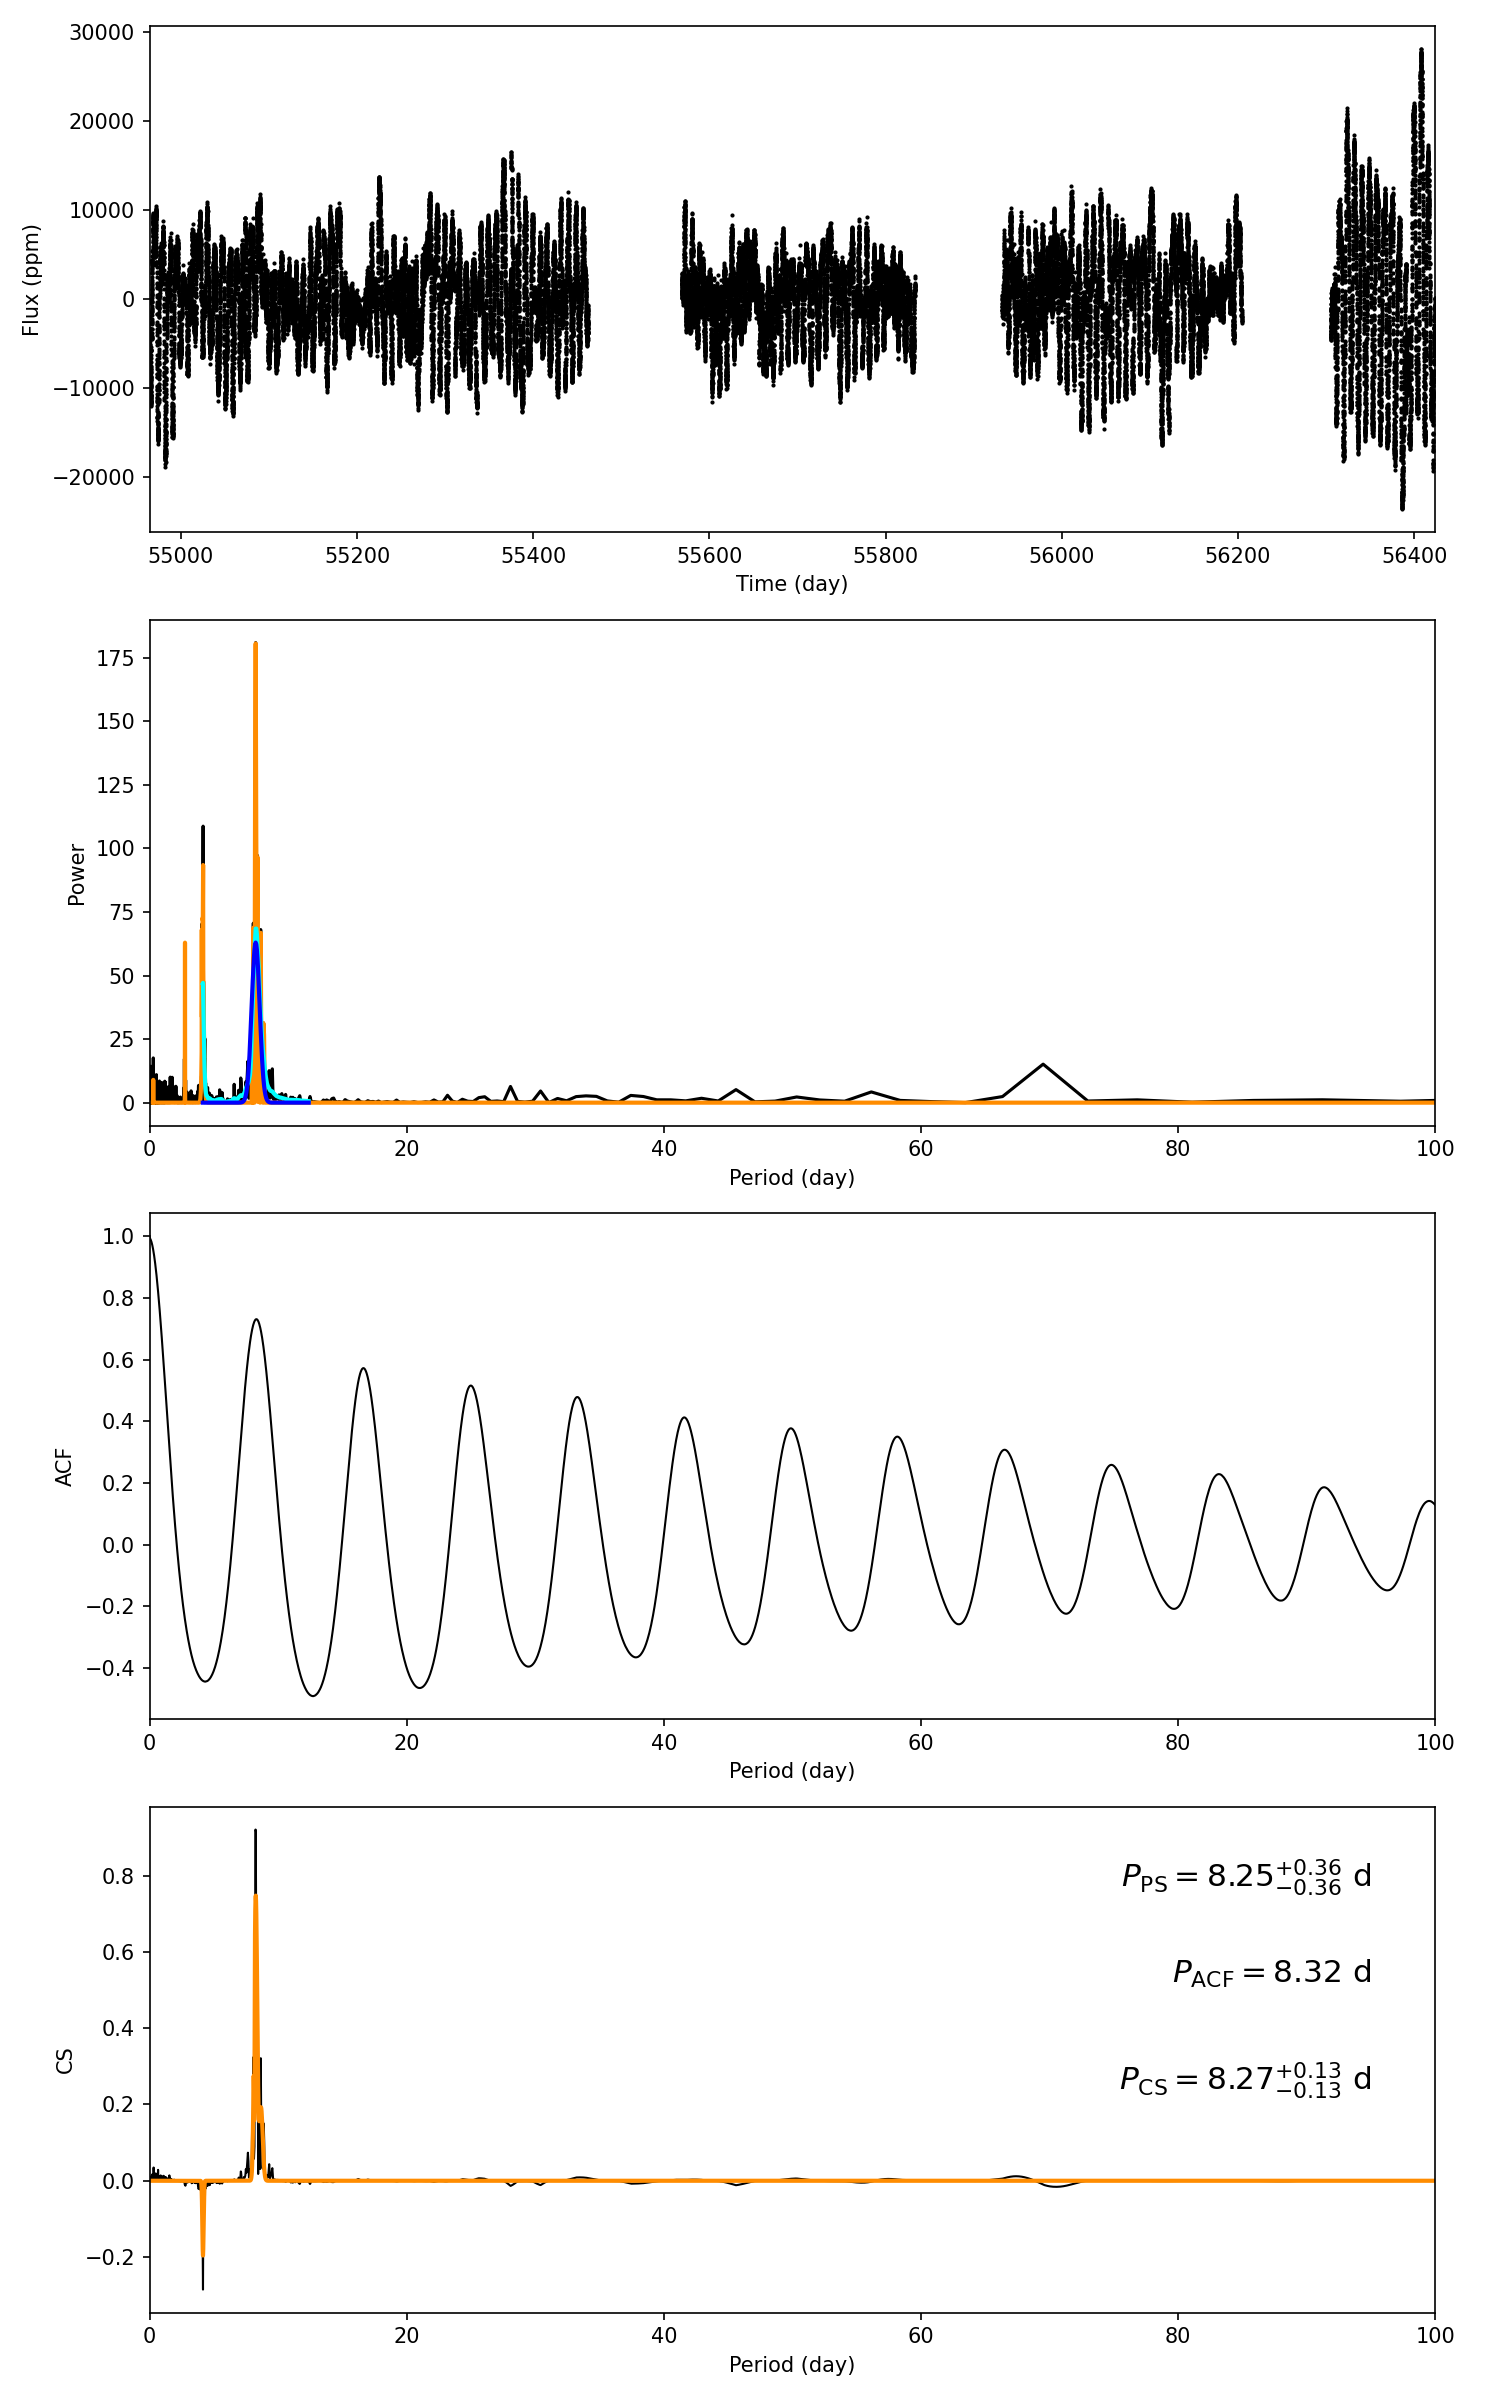 30000
20000
10000
0
−10000
−20000
Flux (ppm)
55000 55200 55400 55600 55800 56000 56200 56400
Time (day)
175
150
125
100
75
50
25
0
Power
0 20 40 60 80 100
Period (day)
1.0
0.8
0.6
0.4
0.2
0.0
−0.2
−0.4
ACF
0 20 40 60 80 100
Period (day)
0.8
0.6
0.4
0.2
0.0
−0.2
CS
P_PS = 8.25^{+0.36}_{−0.36} d
P_ACF = 8.32 d
P_CS = 8.27^{+0.13}_{−0.13} d
0 20 40 60 80 100
Period (day)